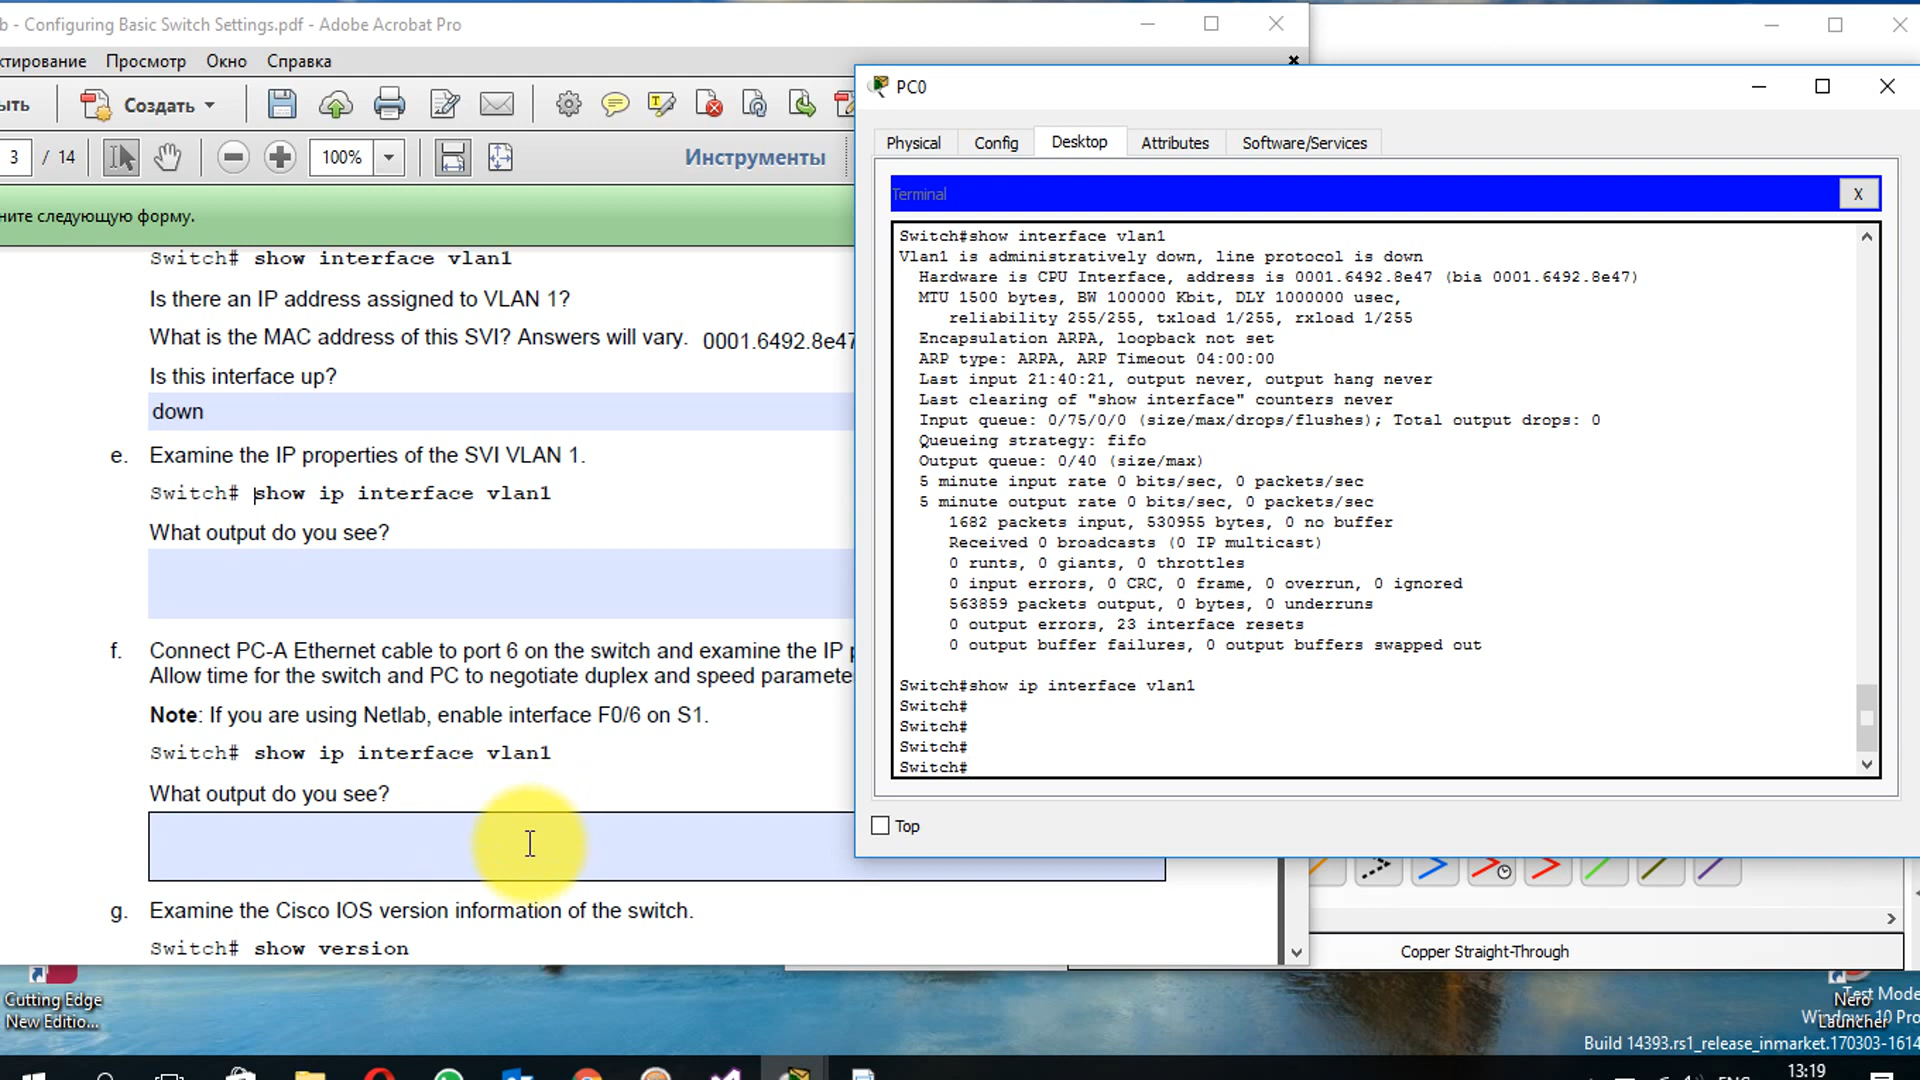 b - Configuring Basic Switch Settings.pdf - Adobe Acrobat Pro
ктирование Просмотр Окно Справка
ыть Создать
3 / 14 100% Инструменты
ните следующую форму.
Switch# show interface vlan1
Is there an IP address assigned to VLAN 1?
What is the MAC address of this SVI? Answers will vary. 0001.6492.8e47
Is this interface up?
down
e. Examine the IP properties of the SVI VLAN 1.
Switch# show ip interface vlan1
What output do you see?
f. Connect PC-A Ethernet cable to port 6 on the switch and examine the IP p
Allow time for the switch and PC to negotiate duplex and speed paramete
Note: If you are using Netlab, enable interface F0/6 on S1.
Switch# show ip interface vlan1
What output do you see?
g. Examine the Cisco IOS version information of the switch.
Switch# show version
PC0
Physical Config Desktop Attributes Software/Services
Terminal X
Switch#show interface vlan1
Vlan1 is administratively down, line protocol is down
Hardware is CPU Interface, address is 0001.6492.8e47 (bia 0001.6492.8e47)
MTU 1500 bytes, BW 100000 Kbit, DLY 1000000 usec,
reliability 255/255, txload 1/255, rxload 1/255
Encapsulation ARPA, loopback not set
ARP type: ARPA, ARP Timeout 04:00:00
Last input 21:40:21, output never, output hang never
Last clearing of "show interface" counters never
Input queue: 0/75/0/0 (size/max/drops/flushes); Total output drops: 0
Queueing strategy: fifo
Output queue: 0/40 (size/max)
5 minute input rate 0 bits/sec, 0 packets/sec
5 minute output rate 0 bits/sec, 0 packets/sec
1682 packets input, 530955 bytes, 0 no buffer
Received 0 broadcasts (0 IP multicast)
0 runts, 0 giants, 0 throttles
0 input errors, 0 CRC, 0 frame, 0 overrun, 0 ignored
563859 packets output, 0 bytes, 0 underruns
0 output errors, 23 interface resets
0 output buffer failures, 0 output buffers swapped out
Switch#show ip interface vlan1
Switch#
Switch#
Switch#
Switch#
Top
Copper Straight-Through
Cutting Edge
New Editio...
Nero
Launcher
Test Mode
Windows 10 Pro
Build 14393.rs1_release_inmarket.170303-1614
13:19